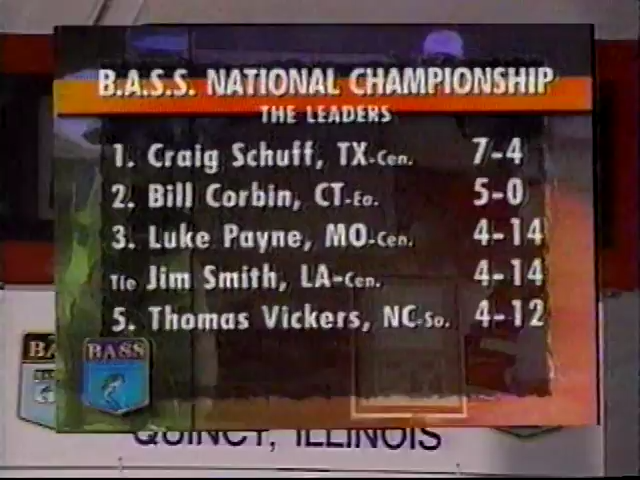 B.A.S.S. NATIONAL CHAMPIONSHIP
THE LEADERS
1. Craig Schuff, TX-Cen. 7-4
2. Bill Corbin, CT-Ea. 5-0
3. Luke Payne, MO-Cen. 4-14
Tie Jim Smith, LA-Cen. 4-14
5. Thomas Vickers, NC-So. 4-12
BASS
BA
QUINCY, ILLINOIS